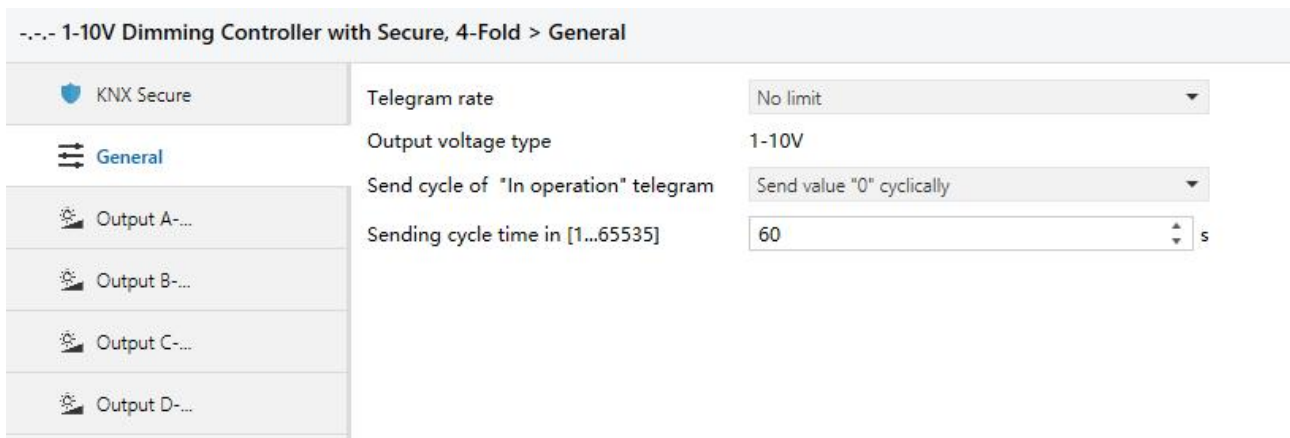 -.-.- 1-10V Dimming Controller with Secure, 4-Fold > General
KNX Secure
General
Output A-...
Output B-...
Output C-...
Output D-...
Telegram rate No limit
Output voltage type 1-10V
Send cycle of "In operation" telegram Send value "0" cyclically
Sending cycle time in [1...65535] 60 s